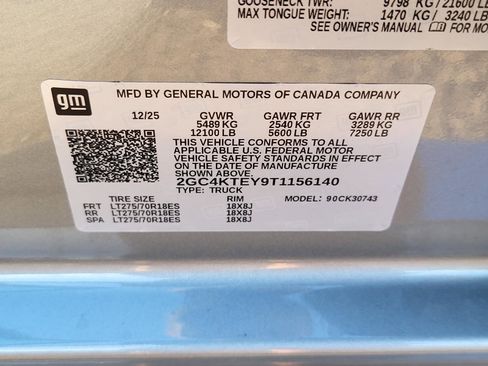 GOOSENECK TWR: 9798 KG/21600 LB
MAX TONGUE WEIGHT: 1470 KG/ 3240 LB
SEE OWNER'S MANUAL FOR MO
gm
MFD BY GENERAL MOTORS OF CANADA COMPANY
12/25 GVWR GAWR FRT GAWR RR
5489 KG 2540 KG 3289 KG
12100 LB 5600 LB 7250 LB
THIS VEHICLE CONFORMS TO ALL
APPLICABLE U.S. FEDERAL MOTOR
VEHICLE SAFETY STANDARDS IN EFFECT
ON THE DATE OF MANUFACTURE SHOWN ABOVE.
2GC4KTEY9T1156140
TYPE: TRUCK MODEL: 90CK30743
TIRE SIZE RIM
FRT LT275/70R18ES 18X8J
RR LT275/70R18ES 18X8J
SPA LT275/70R18ES 18X8J